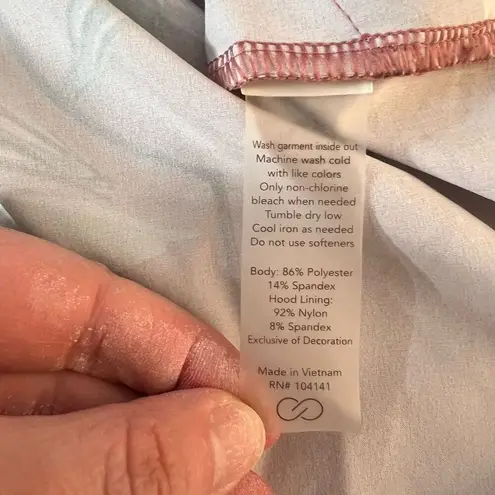 Wash garment inside out
Machine wash cold
with like colors
Only non-chlorine
bleach when needed
Tumble dry low
Cool iron as needed
Do not use softeners
Body: 86% Polyester
14% Spandex
Hood Lining:
92% Nylon
8% Spandex
Exclusive of Decoration
Made in Vietnam
RN# 104141